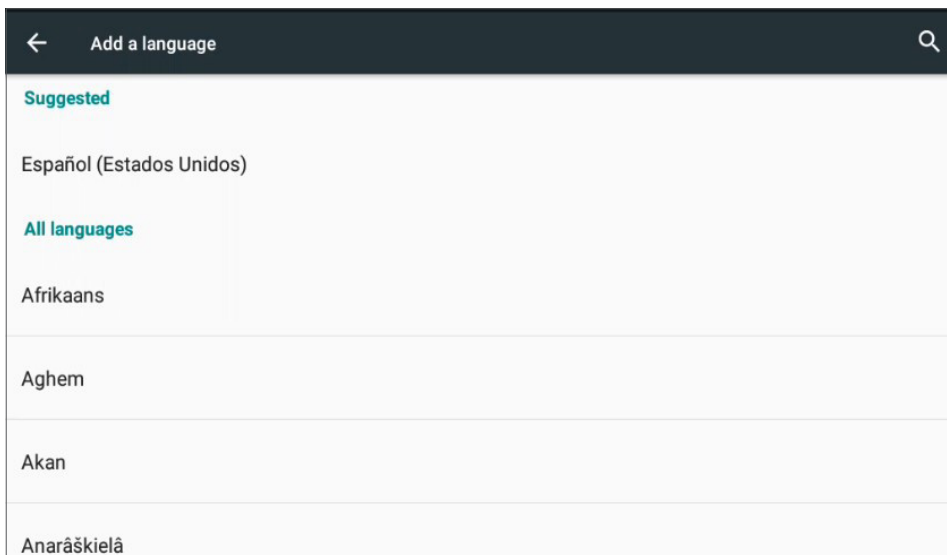 Add a language
Suggested
Español (Estados Unidos)
All languages
Afrikaans
Aghem
Akan
Anarâškielâ